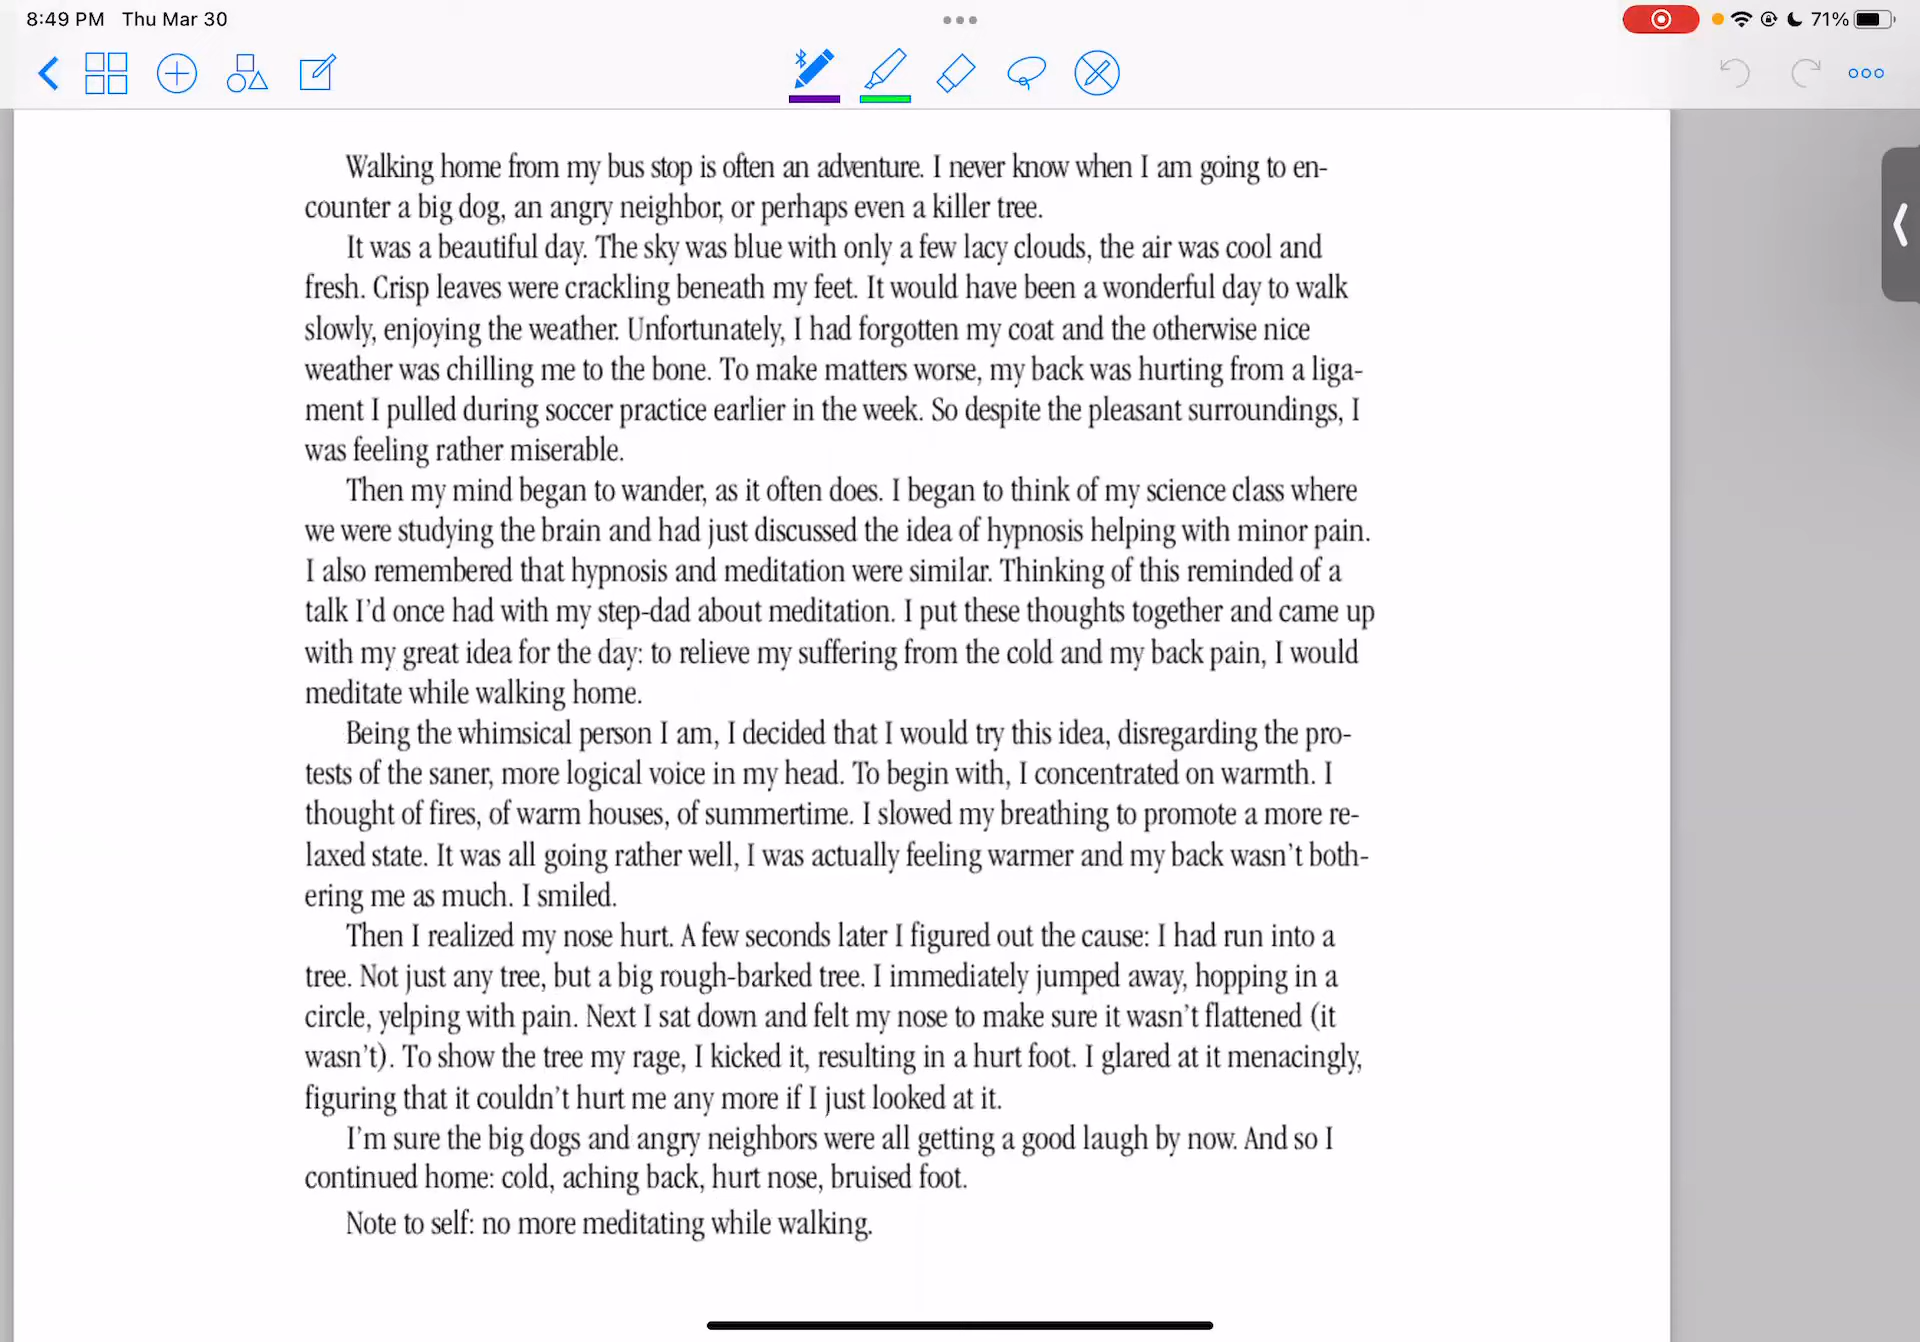 8:49 PM Thu Mar 30
71%
Walking home from my bus stop is often an adventure. I never know when I am going to en-
counter a big dog, an angry neighbor, or perhaps even a killer tree.
It was a beautiful day. The sky was blue with only a few lacy clouds, the air was cool and
fresh. Crisp leaves were crackling beneath my feet. It would have been a wonderful day to walk
slowly, enjoying the weather. Unfortunately, I had forgotten my coat and the otherwise nice
weather was chilling me to the bone. To make matters worse, my back was hurting from a liga-
ment I pulled during soccer practice earlier in the week. So despite the pleasant surroundings, I
was feeling rather miserable.
Then my mind began to wander, as it often does. I began to think of my science class where
we were studying the brain and had just discussed the idea of hypnosis helping with minor pain.
I also remembered that hypnosis and meditation were similar. Thinking of this reminded of a
talk I'd once had with my step-dad about meditation. I put these thoughts together and came up
with my great idea for the day: to relieve my suffering from the cold and my back pain, I would
meditate while walking home.
Being the whimsical person I am, I decided that I would try this idea, disregarding the pro-
tests of the saner, more logical voice in my head. To begin with, I concentrated on warmth. I
thought of fires, of warm houses, of summertime. I slowed my breathing to promote a more re-
laxed state. It was all going rather well, I was actually feeling warmer and my back wasn't both-
ering me as much. I smiled.
Then I realized my nose hurt. A few seconds later I figured out the cause: I had run into a
tree. Not just any tree, but a big rough-barked tree. I immediately jumped away, hopping in a
circle, yelping with pain. Next I sat down and felt my nose to make sure it wasn't flattened (it
wasn't). To show the tree my rage, I kicked it, resulting in a hurt foot. I glared at it menacingly,
figuring that it couldn't hurt me any more if I just looked at it.
I'm sure the big dogs and angry neighbors were all getting a good laugh by now. And so I
continued home: cold, aching back, hurt nose, bruised foot.
Note to self: no more meditating while walking.